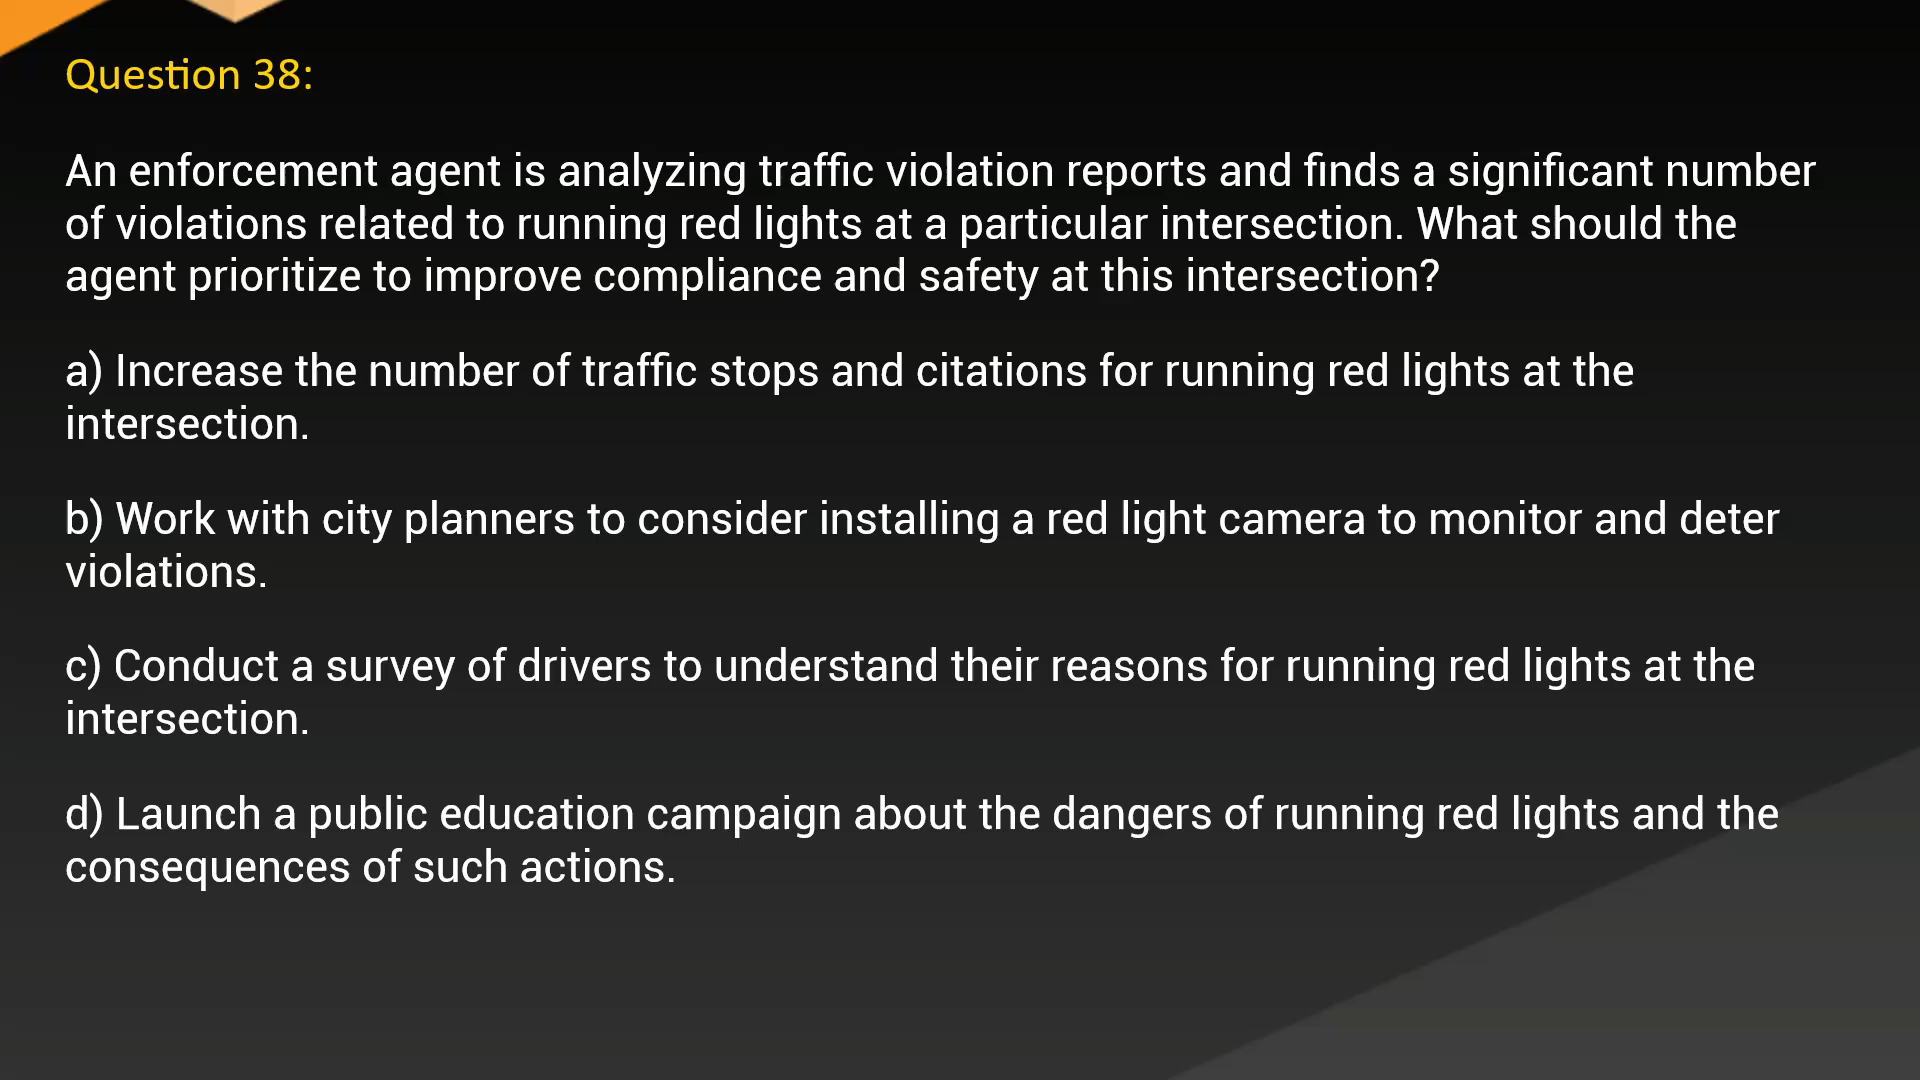 Question 38:
An enforcement agent is analyzing traffic violation reports and finds a significant number
of violations related to running red lights at a particular intersection. What should the
agent prioritize to improve compliance and safety at this intersection?
a) Increase the number of traffic stops and citations for running red lights at the
intersection.
b) Work with city planners to consider installing a red light camera to monitor and deter
violations.
c) Conduct a survey of drivers to understand their reasons for running red lights at the
intersection.
d) Launch a public education campaign about the dangers of running red lights and the
consequences of such actions.